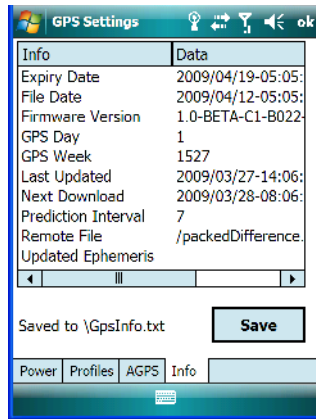 GPS Settings ok
Info Data
Expiry Date 2009/04/19-05:05:
File Date 2009/04/12-05:05:
Firmware Version 1.0-BETA-C1-B022-
GPS Day 1
GPS Week 1527
Last Updated 2009/03/27-14:06:
Next Download 2009/03/28-08:06:
Prediction Interval 7
Remote File /packedDifference.
Updated Ephemeris
Saved to \GpsInfo.txt Save
Power Profiles AGPS Info